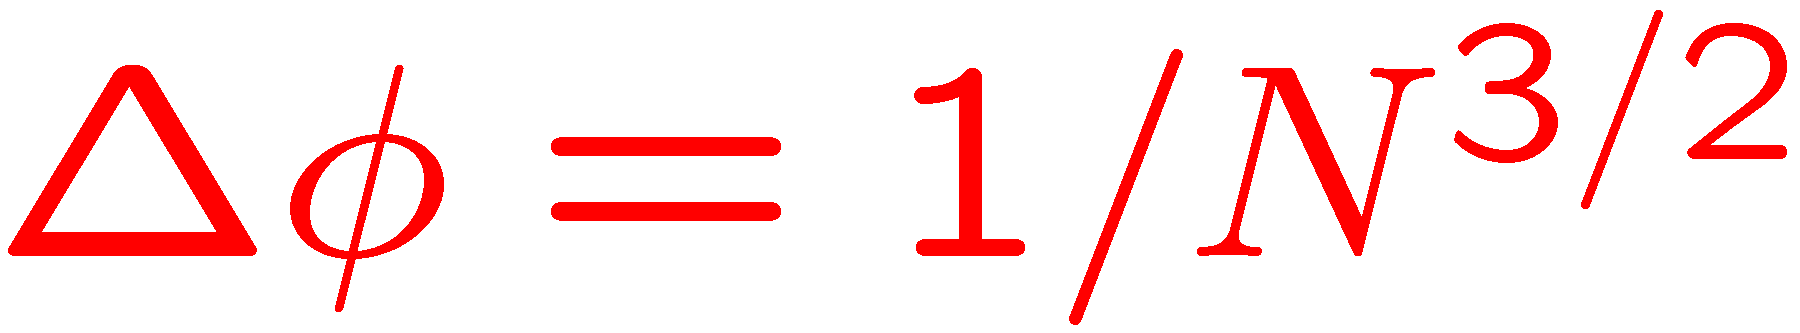 Δϕ = 1/N^{3/2}